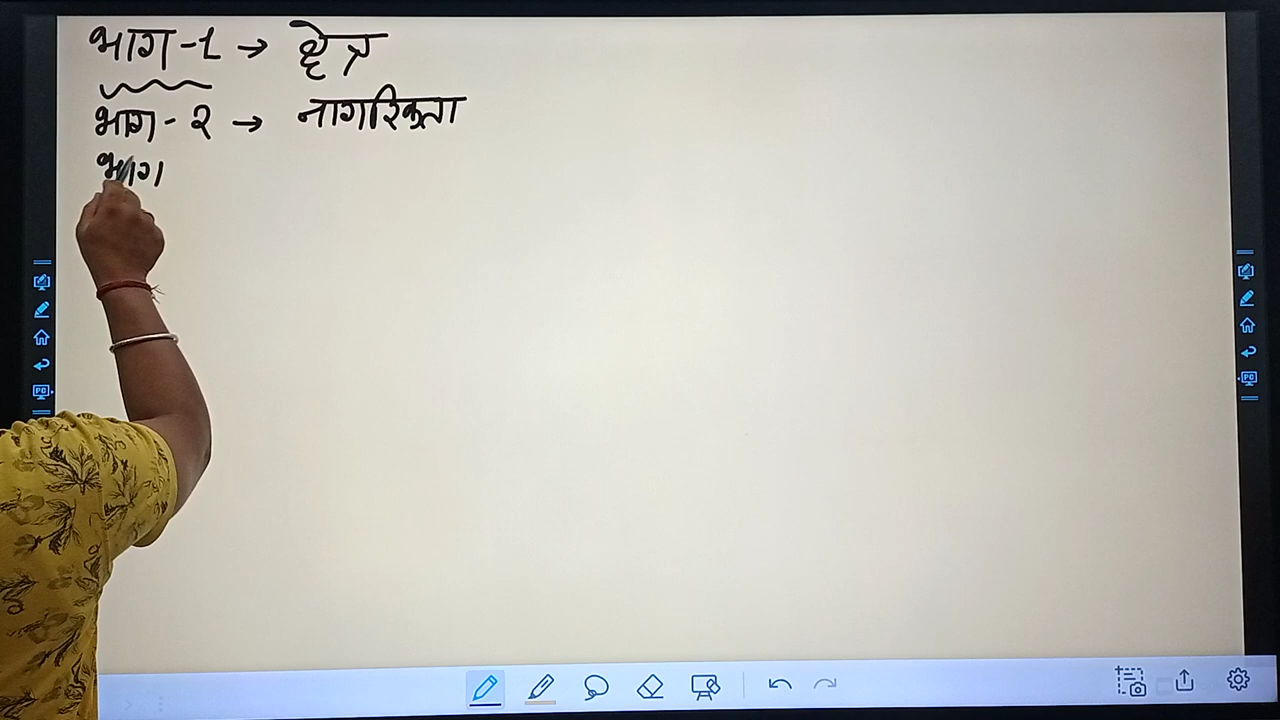 भाग-1 → क्षेत्र
भाग-2 → नागरिकता
भाग